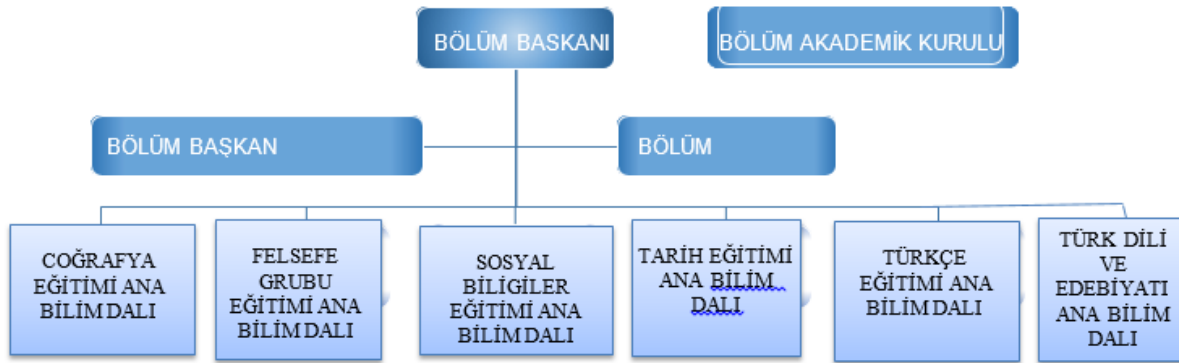 BÖLÜM BASKANI
BÖLÜM AKADEMİK KURULU
BÖLÜM BAŞKAN
BÖLÜM
COĞRAFYA
EĞİTİMİ ANA
BİLİM DALI
FELSEFE
GRUBU
EĞİTİMİ ANA
BİLİM DALI
SOSYAL
BİLİGİLER
EĞİTİMİ ANA
BİLİM DALI
TARİH EĞİTİMİ
ANA BİLİM
DALI
TÜRKÇE
EĞİTİMİ ANA
BİLİM DALI
TÜRK DİLİ
VE
EDEBİYATI
ANA BİLİM
DALI